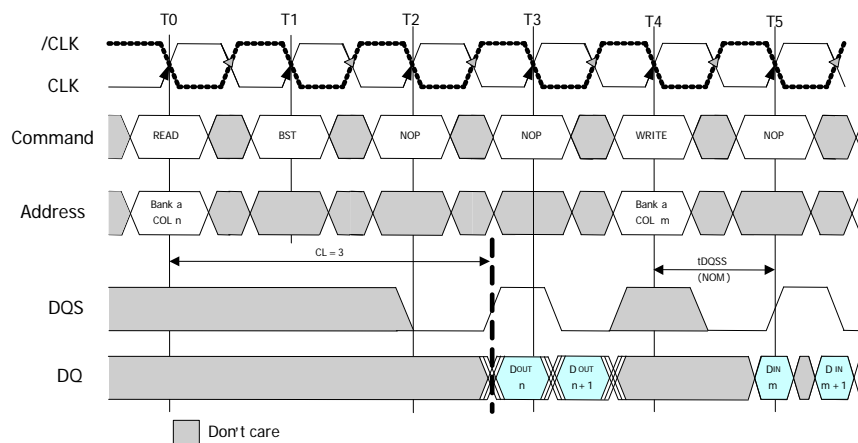 T0 T1 T2 T3 T4 T5
/CLK
CLK
Command READ BST NOP NOP WRITE NOP
Address Bank a COL n Bank a COL m
CL = 3
tDQSS
(NOM)
DQS
DQ DOUT n DOUT n+1 DIN m DIN m + 1
Don't care